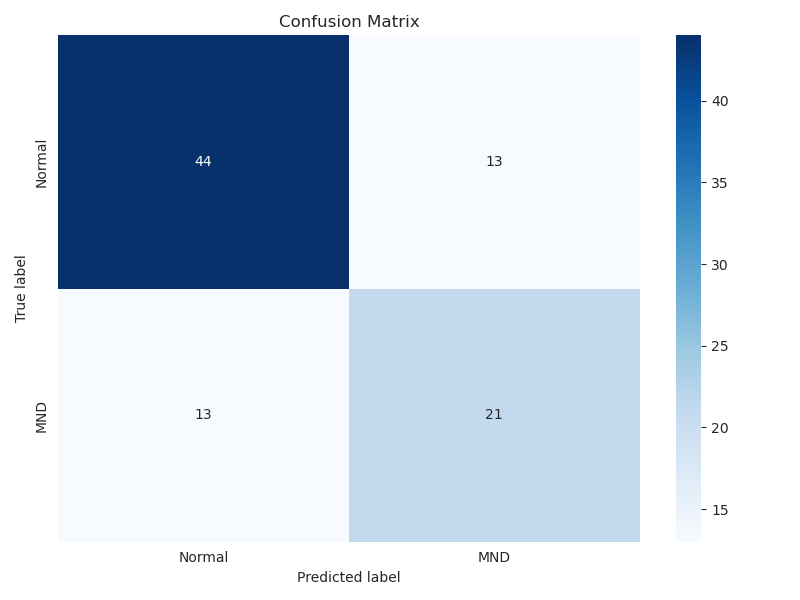 Confusion Matrix
True label
Normal
MND
44
13
13
21
Normal
MND
Predicted label
40
35
30
25
20
15